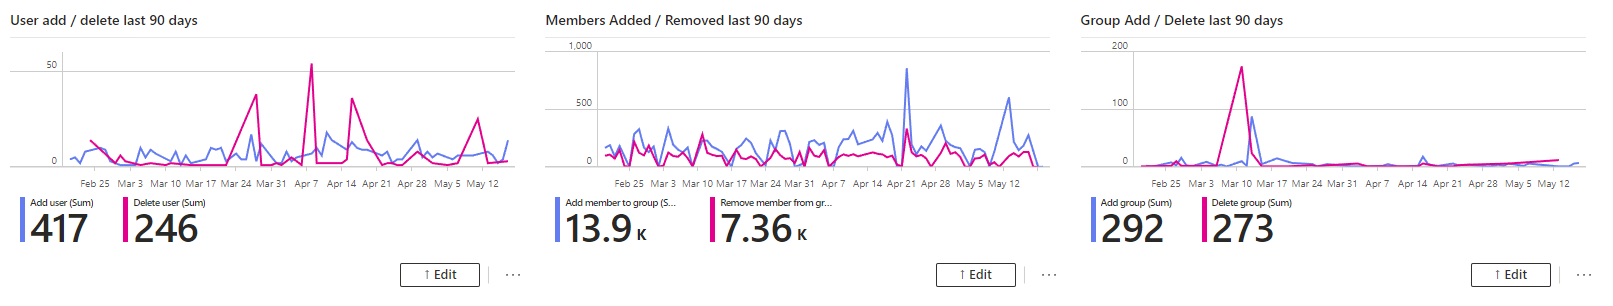 User add / delete last 90 days
50
0
Feb 25 Mar 3 Mar 10 Mar 17 Mar 24 Mar 31 Apr 7 Apr 14 Apr 21 Apr 28 May 5 May 12
Add user (Sum) Delete user (Sum)
417 246
↑ Edit ...
Members Added / Removed last 90 days
1,000
500
0
Feb 25 Mar 3 Mar 10 Mar 17 Mar 24 Mar 31 Apr 7 Apr 14 Apr 21 Apr 28 May 5 May 12
Add member to group (S... Remove member from gr...
13.9 K 7.36 K
↑ Edit ...
Group Add / Delete last 90 days
200
100
0
Feb 25 Mar 3 Mar 10 Mar 17 Mar 24 Mar 31 Apr 7 Apr 14 Apr 21 Apr 28 May 5 May 12
Add group (Sum) Delete group (Sum)
292 273
↑ Edit ...